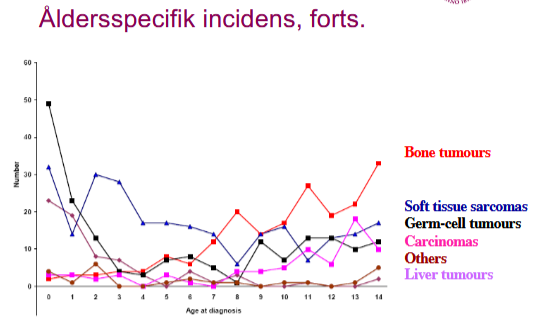 Åldersspecifik incidens, forts.
60
50
40
30
20
10
0
Number
0 1 2 3 4 5 6 7 8 9 10 11 12 13 14
Age at diagnosis
Bone tumours
Soft tissue sarcomas
Germ-cell tumours
Carcinomas
Others
Liver tumours